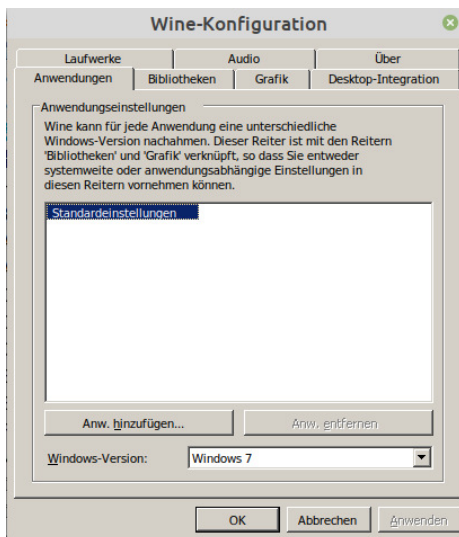 Wine-Konfiguration
Laufwerke
Audio
Über
Anwendungen
Bibliotheken
Grafik
Desktop-Integration
Anwendungseinstellungen
Wine kann für jede Anwendung eine unterschiedliche
Windows-Version nachahmen. Dieser Reiter ist mit den Reitern
'Bibliotheken' und 'Grafik' verknüpft, so dass Sie entweder
systemweite oder anwendungsabhängige Einstellungen in
diesen Reitern vornehmen können.
Standardeinstellungen
Anw. hinzufügen...
Anw. entfernen
Windows-Version:
Windows 7
OK
Abbrechen
Anwenden